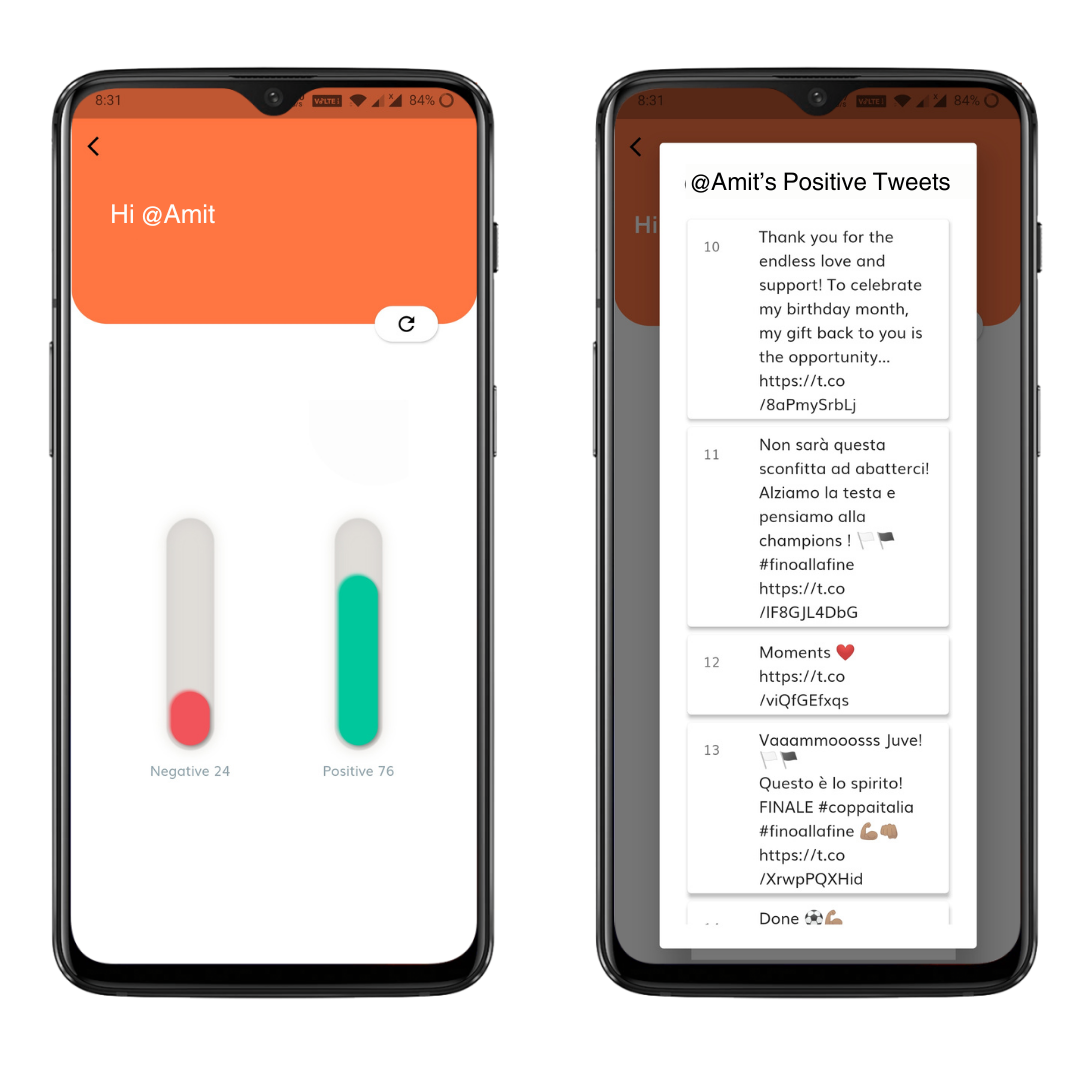 8:31
VoLTE 84%
Hi @Amit
Negative 24
Positive 76
8:31
VoLTE 84%
Hi
@Amit’s Positive Tweets
10
Thank you for the
endless love and
support! To celebrate
my birthday month,
my gift back to you is
the opportunity...
https://t.co
/8aPmySrbLj
11
Non sarà questa
sconfitta ad abatterci!
Alziamo la testa e
pensiamo alla
champions ! 🏳️🏴
#finoallafine
https://t.co
/IF8GJL4DbG
12
Moments ❤️
https://t.co
/viQfGEfxqs
13
Vaaammooosss Juve!
🏳️🏴
Questo è lo spirito!
FINALE #coppaitalia
#finoallafine 💪🏽👊🏽
https://t.co
/XrwpPQXHid
Done ⚽💪🏽